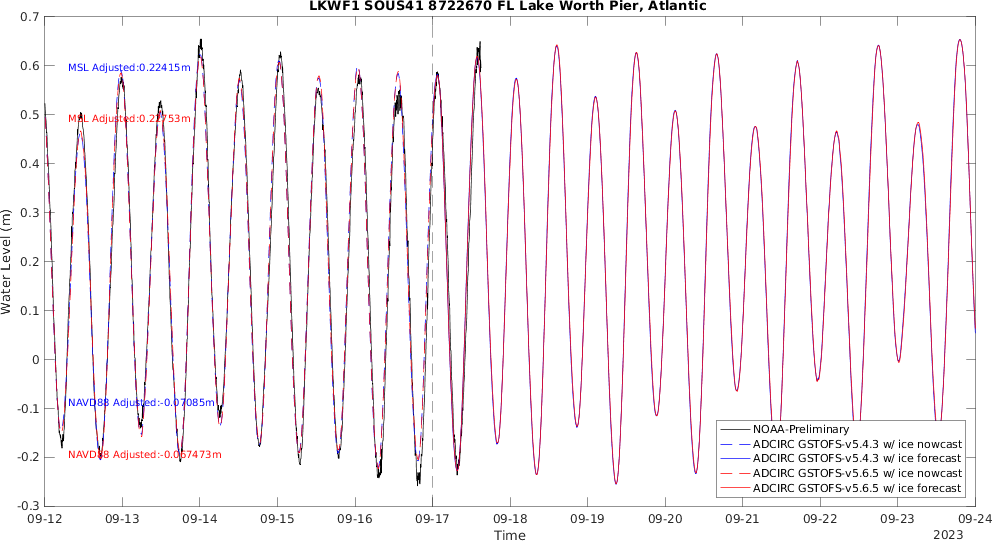 LKWF1 SOUS41 8722670 FL Lake Worth Pier, Atlantic
0.7
0.6
0.5
0.4
0.3
0.2
0.1
0
-0.1
-0.2
-0.3
Water Level (m)
MSL Adjusted:0.22415m
MSL Adjusted:0.22753m
NAVD88 Adjusted:-0.07085m
NAVD88 Adjusted:-0.067473m
NOAA-Preliminary
ADCIRC GSTOFS-v5.4.3 w/ ice nowcast
ADCIRC GSTOFS-v5.4.3 w/ ice forecast
ADCIRC GSTOFS-v5.6.5 w/ ice nowcast
ADCIRC GSTOFS-v5.6.5 w/ ice forecast
09-12 09-13 09-14 09-15 09-16 09-17 09-18 09-19 09-20 09-21 09-22 09-23 09-24
Time
2023